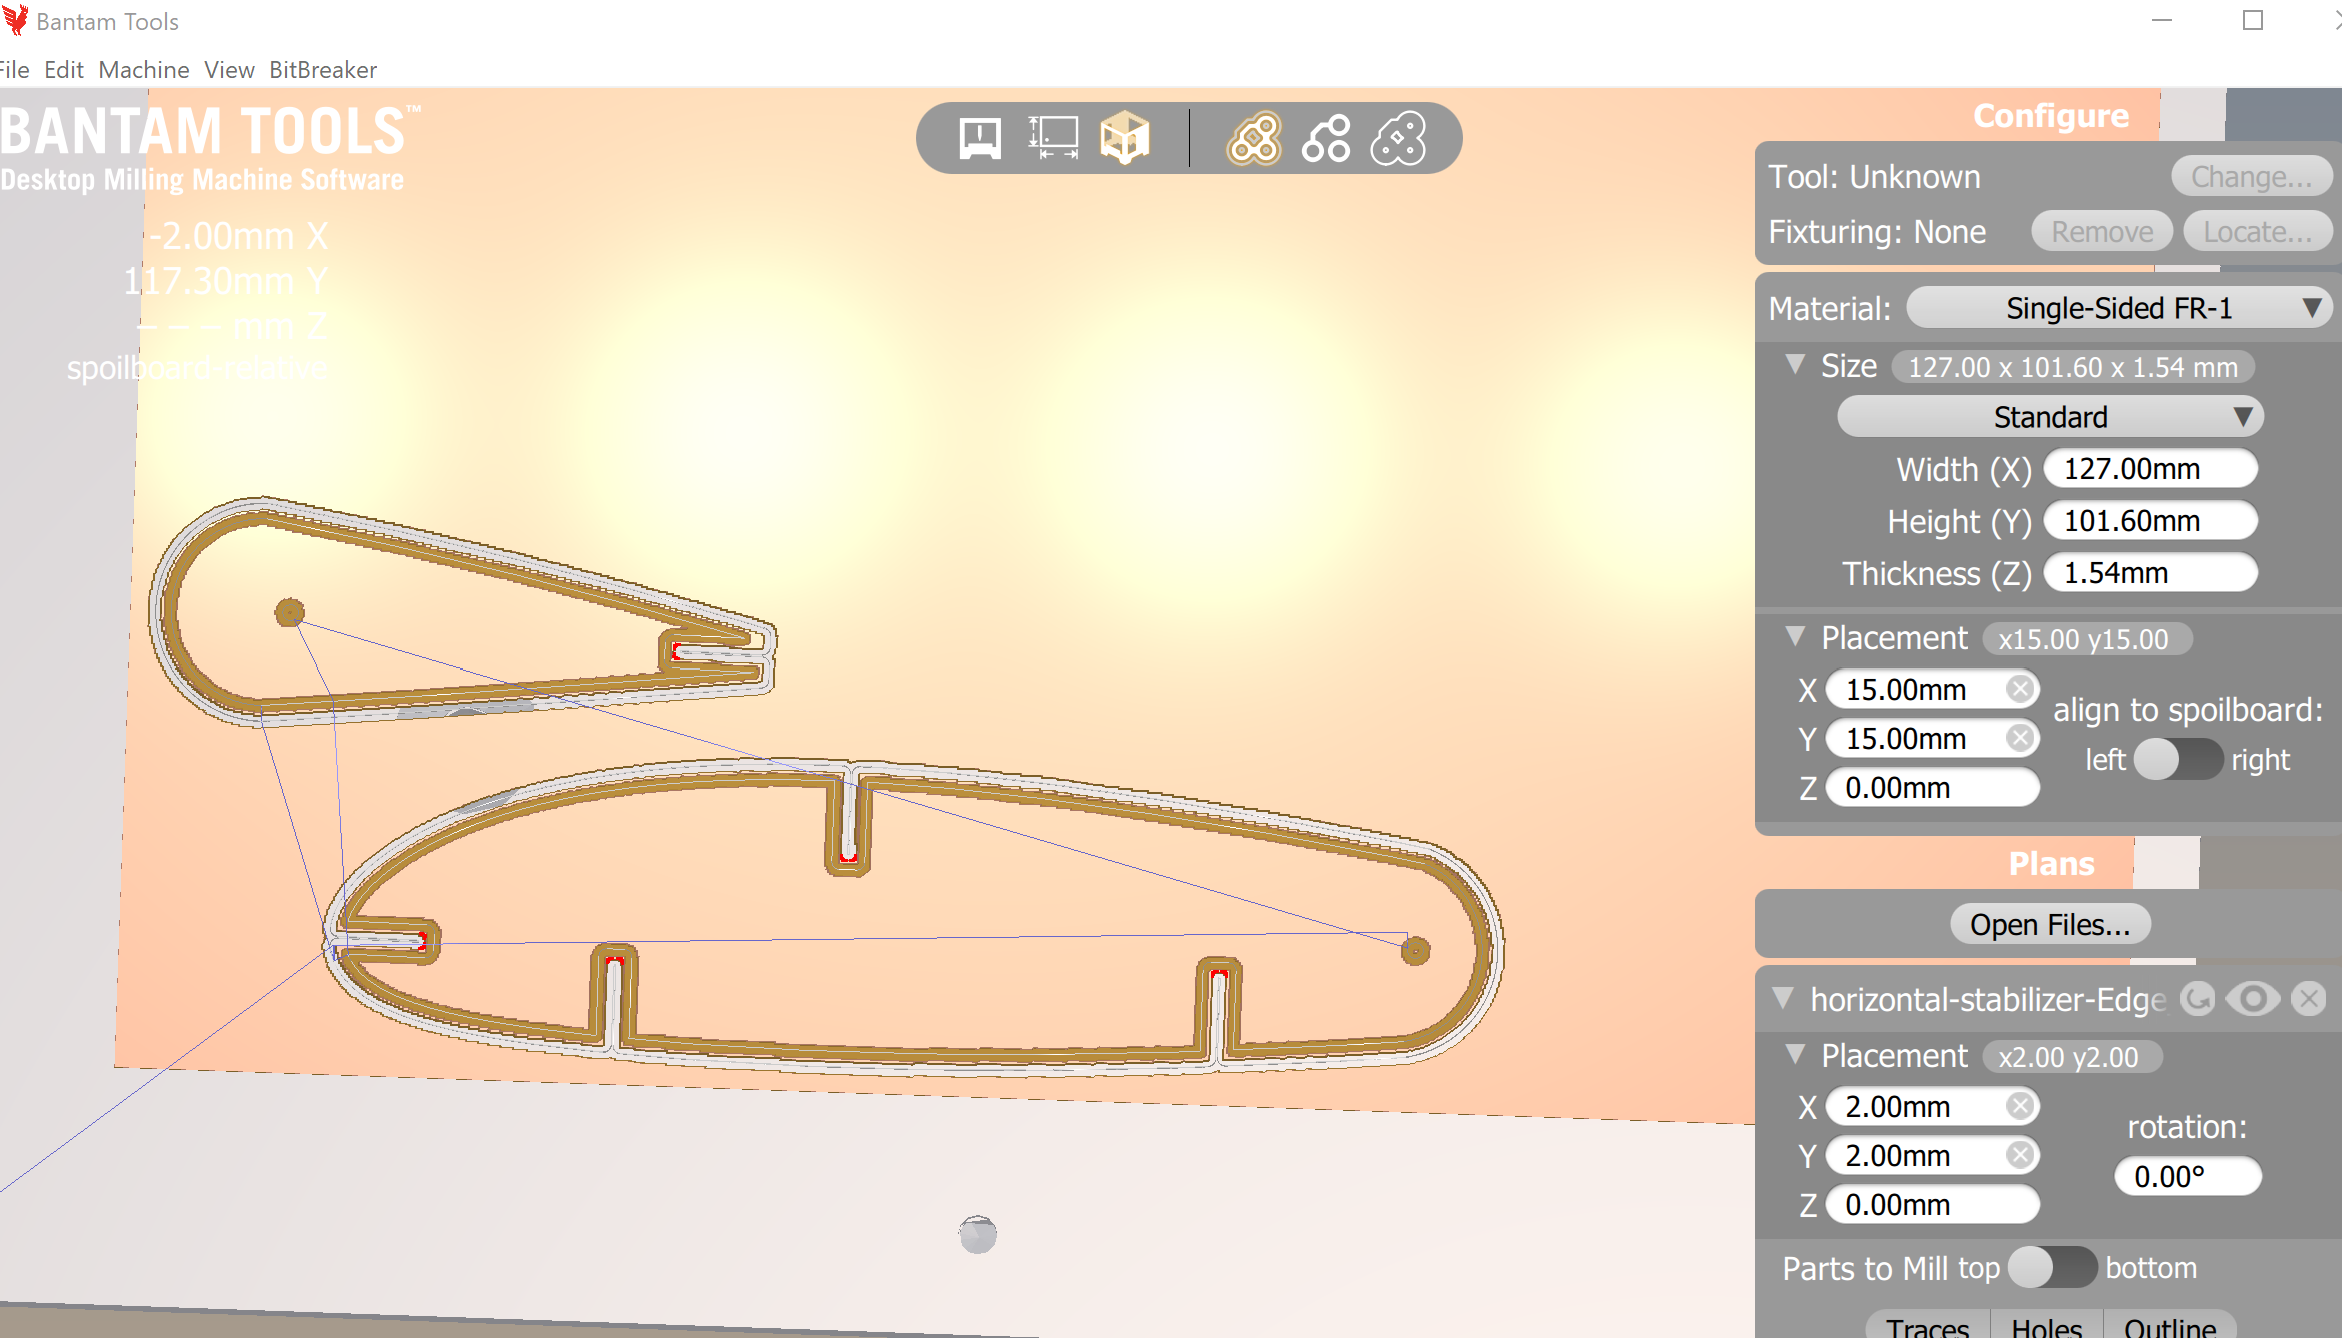 Bantam Tools
File Edit Machine View BitBreaker
BANTAM TOOLS™
Desktop Milling Machine Software
-2.00mm X
117.30mm Y
– – – mm Z
spoilboard-relative
Configure
Tool: Unknown Change...
Fixturing: None Remove Locate...
Material: Single-Sided FR-1
Size 127.00 x 101.60 x 1.54 mm
Standard
Width (X) 127.00mm
Height (Y) 101.60mm
Thickness (Z) 1.54mm
Placement x15.00 y15.00
X 15.00mm
Y 15.00mm
Z 0.00mm
align to spoilboard:
left right
Plans
Open Files...
horizontal-stabilizer-Edge
Placement x2.00 y2.00
X 2.00mm
Y 2.00mm
Z 0.00mm
rotation:
0.00°
Parts to Mill top bottom
Traces Holes Outline